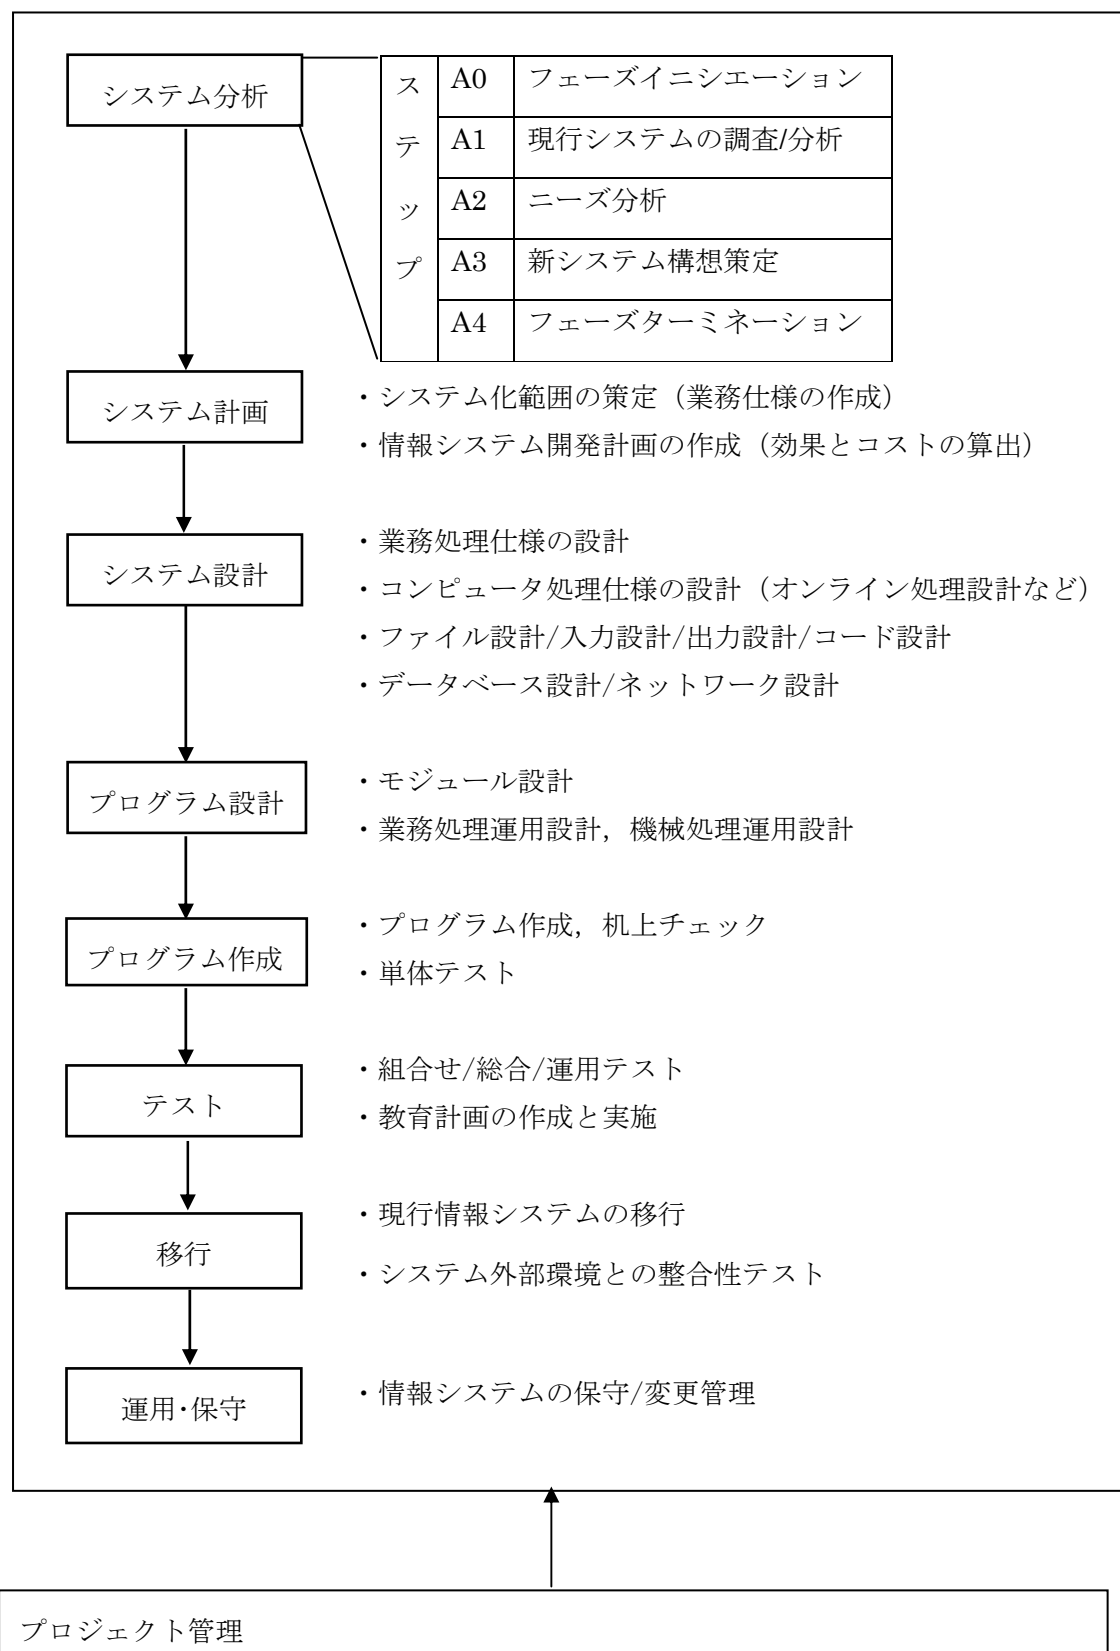 システム分析
ステップ
A0 フェーズイニシエーション
A1 現行システムの調査/分析
A2 ニーズ分析
A3 新システム構想策定
A4 フェーズターミネーション
システム計画
・システム化範囲の策定（業務仕様の作成）
・情報システム開発計画の作成（効果とコストの算出）
システム設計
・業務処理仕様の設計
・コンピュータ処理仕様の設計（オンライン処理設計など）
・ファイル設計/入力設計/出力設計/コード設計
・データベース設計/ネットワーク設計
プログラム設計
・モジュール設計
・業務処理運用設計，機械処理運用設計
プログラム作成
・プログラム作成，机上チェック
・単体テスト
テスト
・組合せ/総合/運用テスト
・教育計画の作成と実施
移行
・現行情報システムの移行
・システム外部環境との整合性テスト
運用･保守
・情報システムの保守/変更管理
プロジェクト管理